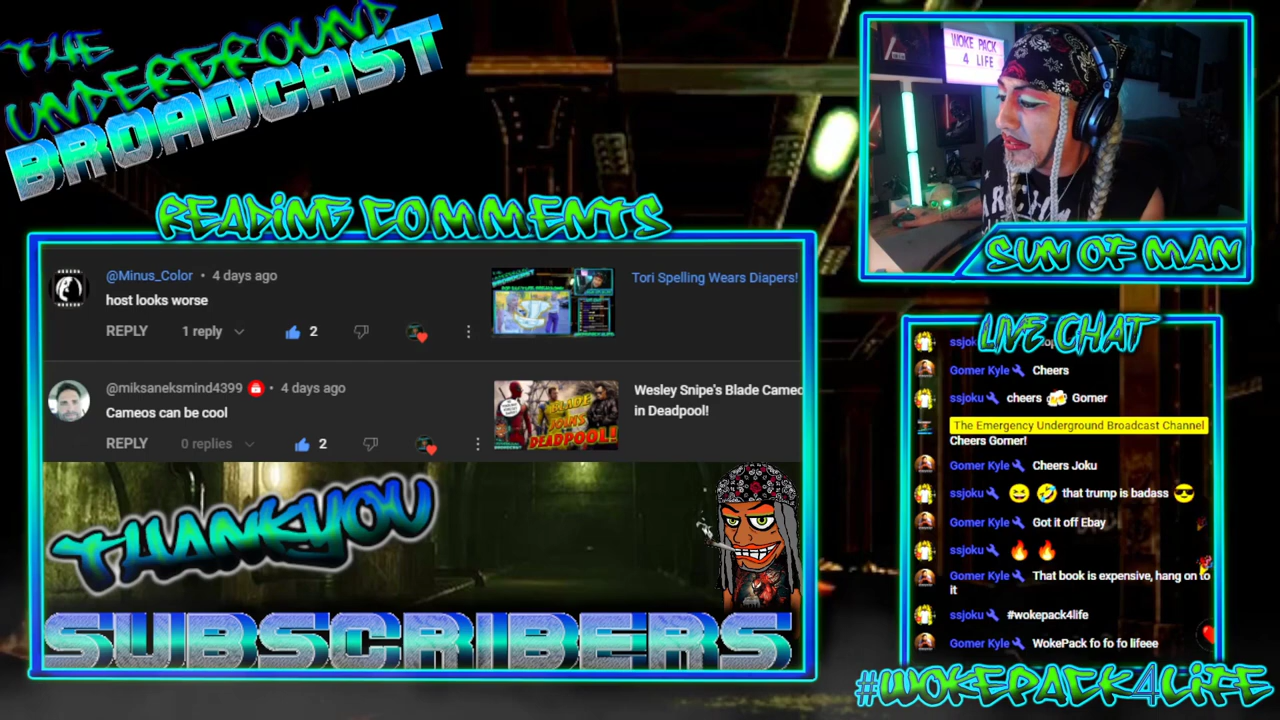 THE
UNDERGROUND
BROADCAST
READING COMMENTS
@Minus_Color • 4 days ago
host looks worse
REPLY 1 reply 2
Tori Spelling Wears Diapers!
@miksaneksmind4399 • 4 days ago
Cameos can be cool
REPLY 0 replies 2
Wesley Snipe's Blade Cameo
in Deadpool!
BLADE
JOINS
DEADPOOL!
THANKYOU
SUBSCRIBERS
WOKE PACK
4 LIFE
SUN OF MAN
LIVE CHAT
Gomer Kyle Cheers
ssjoku cheers 🍻 Gomer
The Emergency Underground Broadcast Channel
Cheers Gomer!
Gomer Kyle Cheers Joku
ssjoku 😆 🤣 that trump is badass 😎
Gomer Kyle Got it off Ebay
ssjoku 🔥 🔥
Gomer Kyle That book is expensive, hang on to
it
ssjoku #wokepack4life
Gomer Kyle WokePack fo fo fo lifeee
#WOKEPACK4LIFE